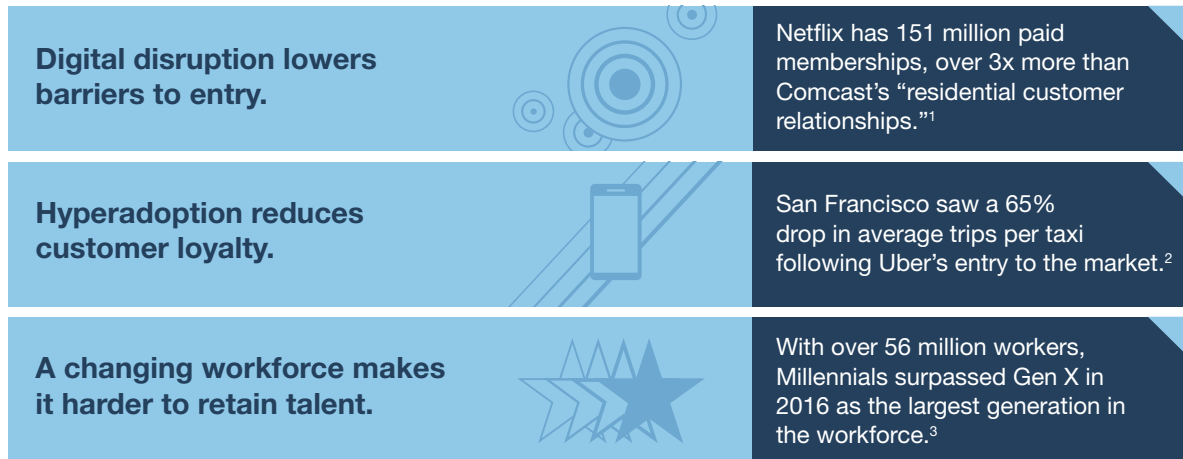 Digital disruption lowers
barriers to entry.
Netflix has 151 million paid
memberships, over 3x more than
Comcast’s “residential customer
relationships.”1
Hyperadoption reduces
customer loyalty.
San Francisco saw a 65%
drop in average trips per taxi
following Uber’s entry to the market.2
A changing workforce makes
it harder to retain talent.
With over 56 million workers,
Millennials surpassed Gen X in
2016 as the largest generation in
the workforce.3